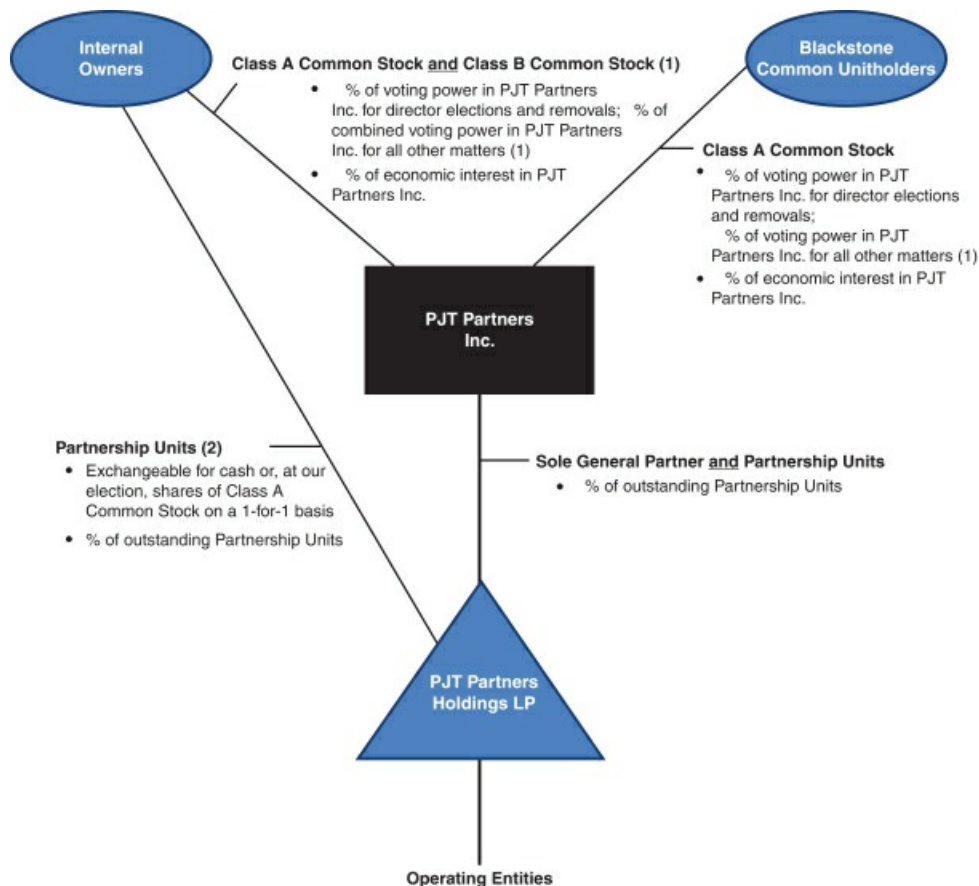 Internal
Owners
Blackstone
Common Unitholders
Class A Common Stock and Class B Common Stock (1)
• % of voting power in PJT Partners
Inc. for director elections and removals; % of
combined voting power in PJT Partners
Inc. for all other matters (1)
• % of economic interest in PJT
Partners Inc.
Class A Common Stock
• % of voting power in PJT
Partners Inc. for director elections
and removals;
% of voting power in PJT
Partners Inc. for all other matters (1)
• % of economic interest in PJT
Partners Inc.
PJT Partners
Inc.
Partnership Units (2)
• Exchangeable for cash or, at our
election, shares of Class A
Common Stock on a 1-for-1 basis
• % of outstanding Partnership Units
Sole General Partner and Partnership Units
• % of outstanding Partnership Units
PJT Partners
Holdings LP
Operating Entities